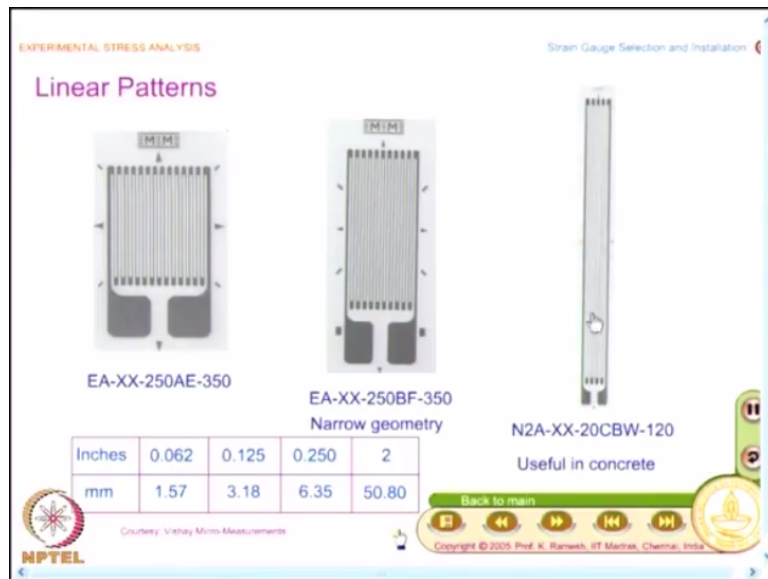 EXPERIMENTAL STRESS ANALYSIS
Strain Gauge Selection and Installation
Linear Patterns
MM
MM
EA-XX-250AE-350
EA-XX-250BF-350
Narrow geometry
N2A-XX-20CBW-120
Useful in concrete
Inches 0.062 0.125 0.250 2
mm 1.57 3.18 6.35 50.80
Back to main
Courtesy: Vishay Micro-Measurements
Copyright © 2005 Prof. K. Ramesh, IIT Madras, Chennai, India
NPTEL